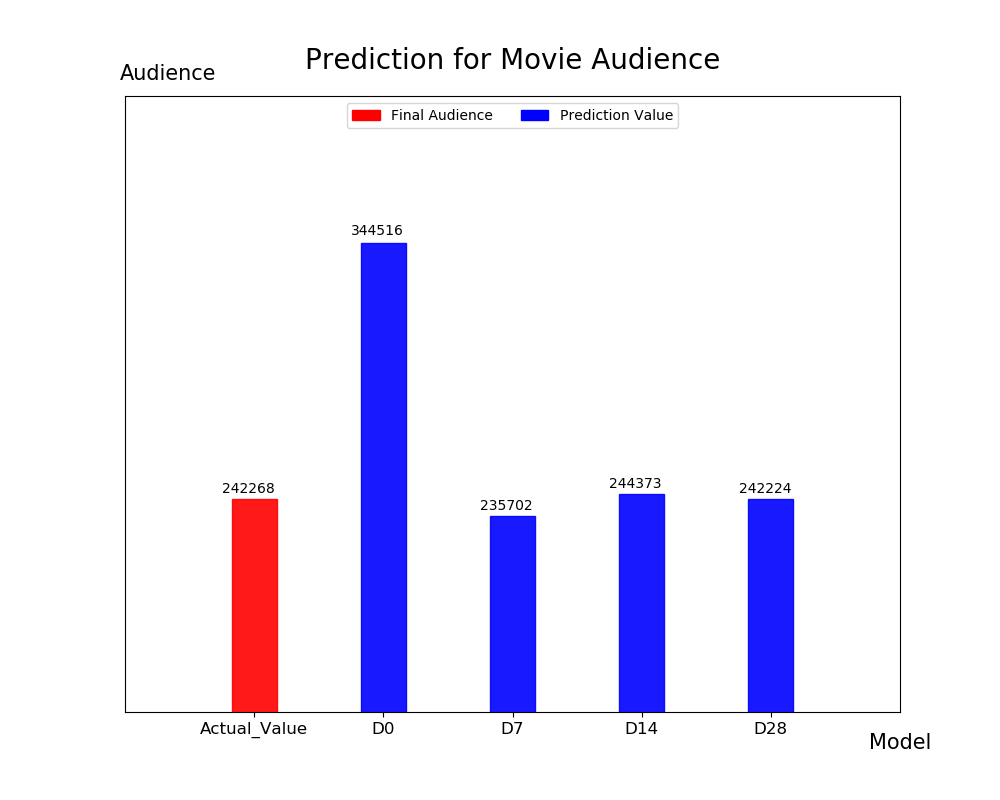 Prediction for Movie Audience
Audience
Final Audience Prediction Value
344516
242268
235702
244373
242224
Actual_Value D0 D7 D14 D28
Model